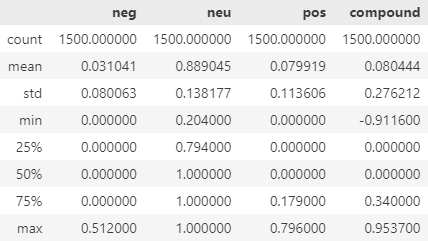 neg neu pos compound
count 1500.000000 1500.000000 1500.000000 1500.000000
mean 0.031041 0.889045 0.079919 0.080444
std 0.080063 0.138177 0.113606 0.276212
min 0.000000 0.204000 0.000000 -0.911600
25% 0.000000 0.794000 0.000000 0.000000
50% 0.000000 1.000000 0.000000 0.000000
75% 0.000000 1.000000 0.179000 0.340000
max 0.512000 1.000000 0.796000 0.953700